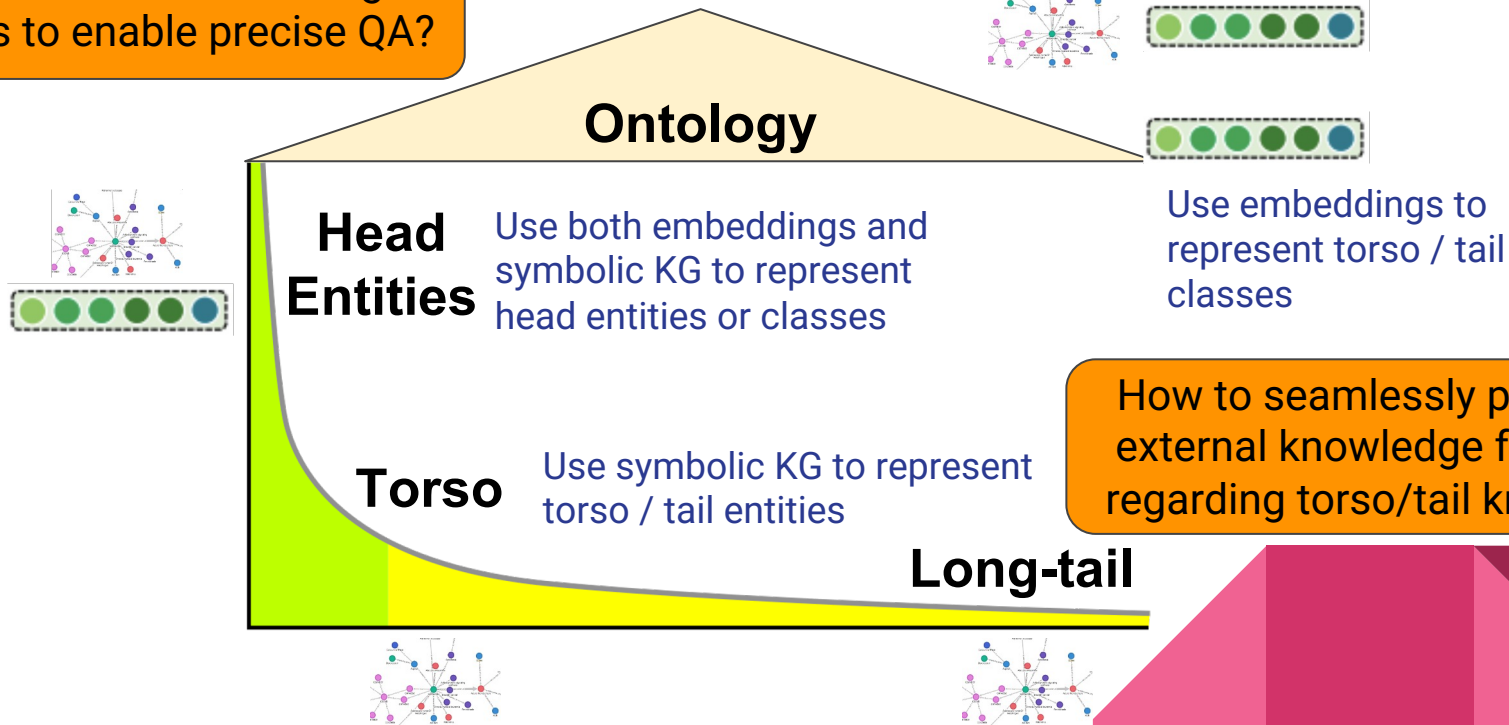 s to enable precise QA?
Ontology
Head
Entities
Use both embeddings and
symbolic KG to represent
head entities or classes
Use embeddings to
represent torso / tail
classes
How to seamlessly p
external knowledge f
regarding torso/tail k
Torso
Use symbolic KG to represent
torso / tail entities
Long-tail